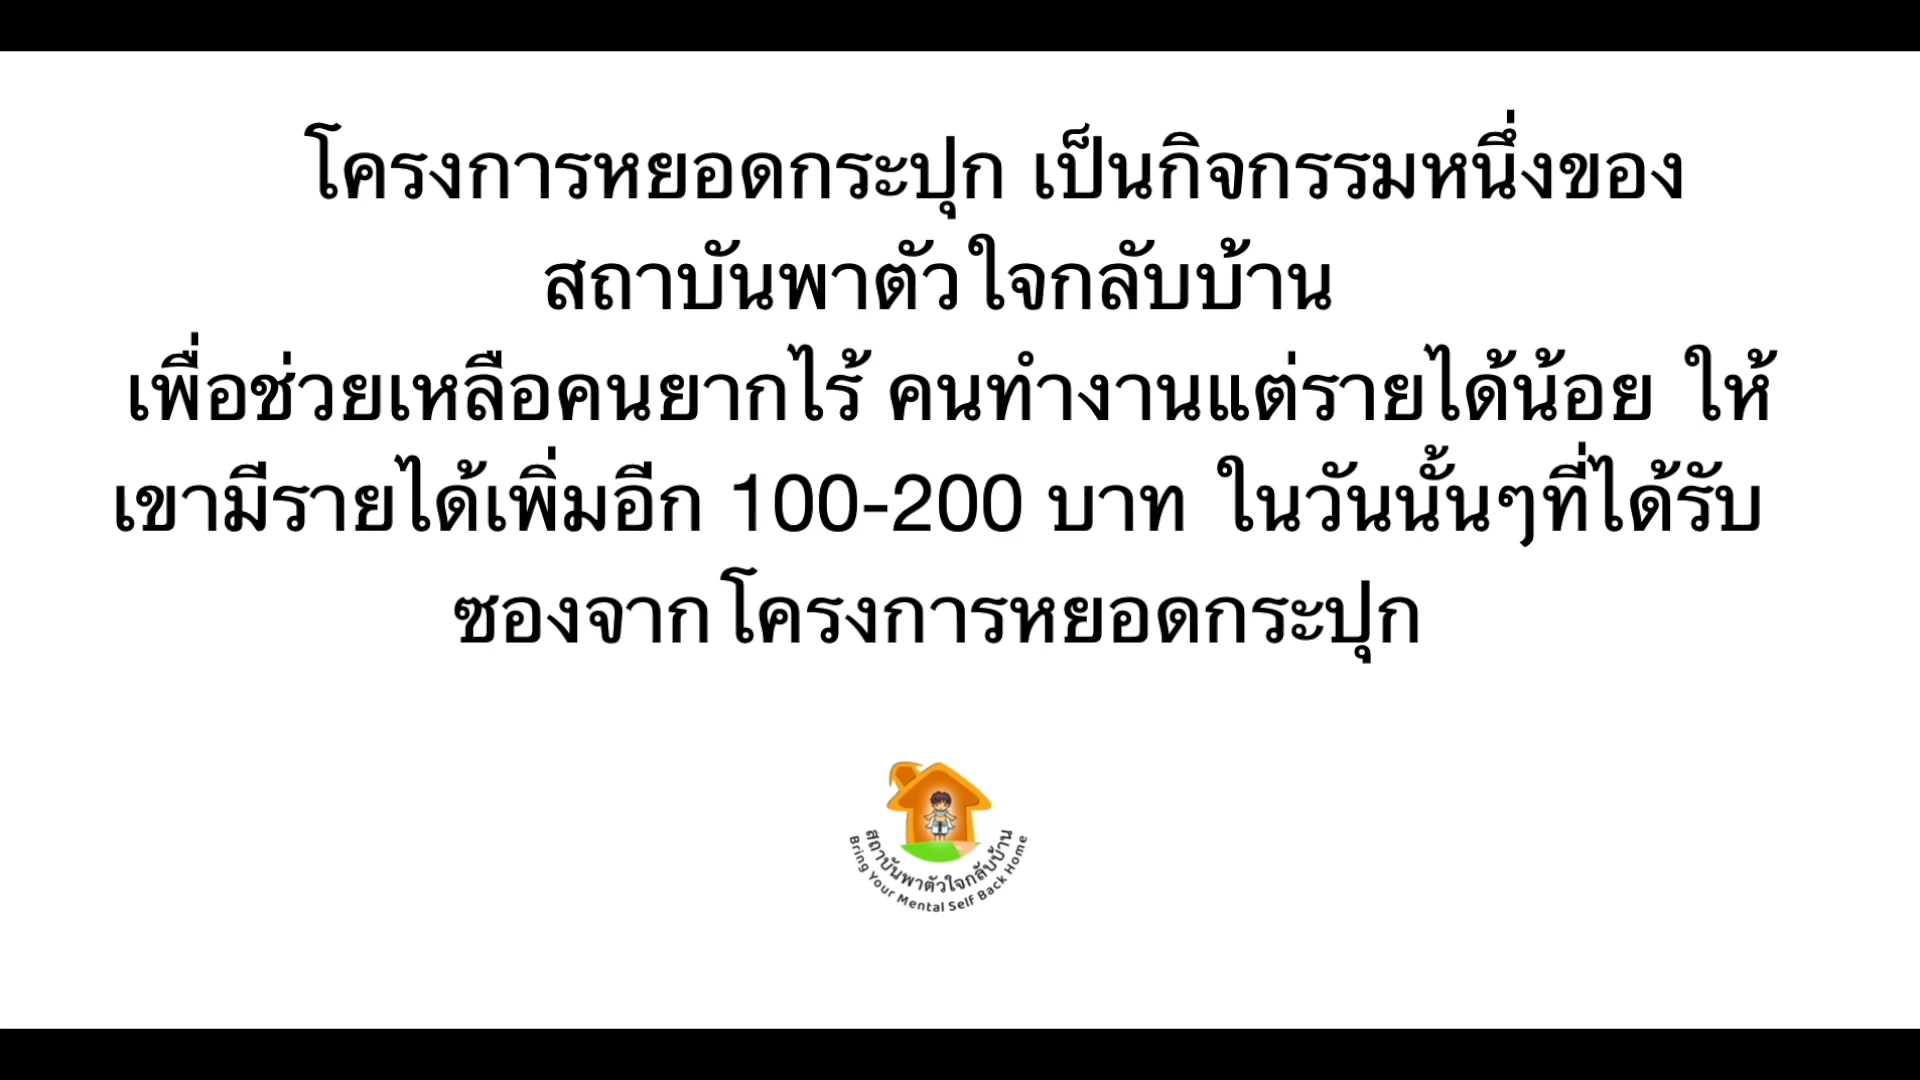 โครงการหยอดกระปุก เป็นกิจกรรมหนึ่งของ
สถาบันพาตัวใจกลับบ้าน
เพื่อช่วยเหลือคนยากไร้ คนทำงานแต่รายได้น้อย ให้
เขามีรายได้เพิ่มอีก 100-200 บาท ในวันนั้นๆที่ได้รับ
ซองจากโครงการหยอดกระปุก
สถาบันพาตัวใจกลับบ้าน
Bring Your Mental Self Back Home